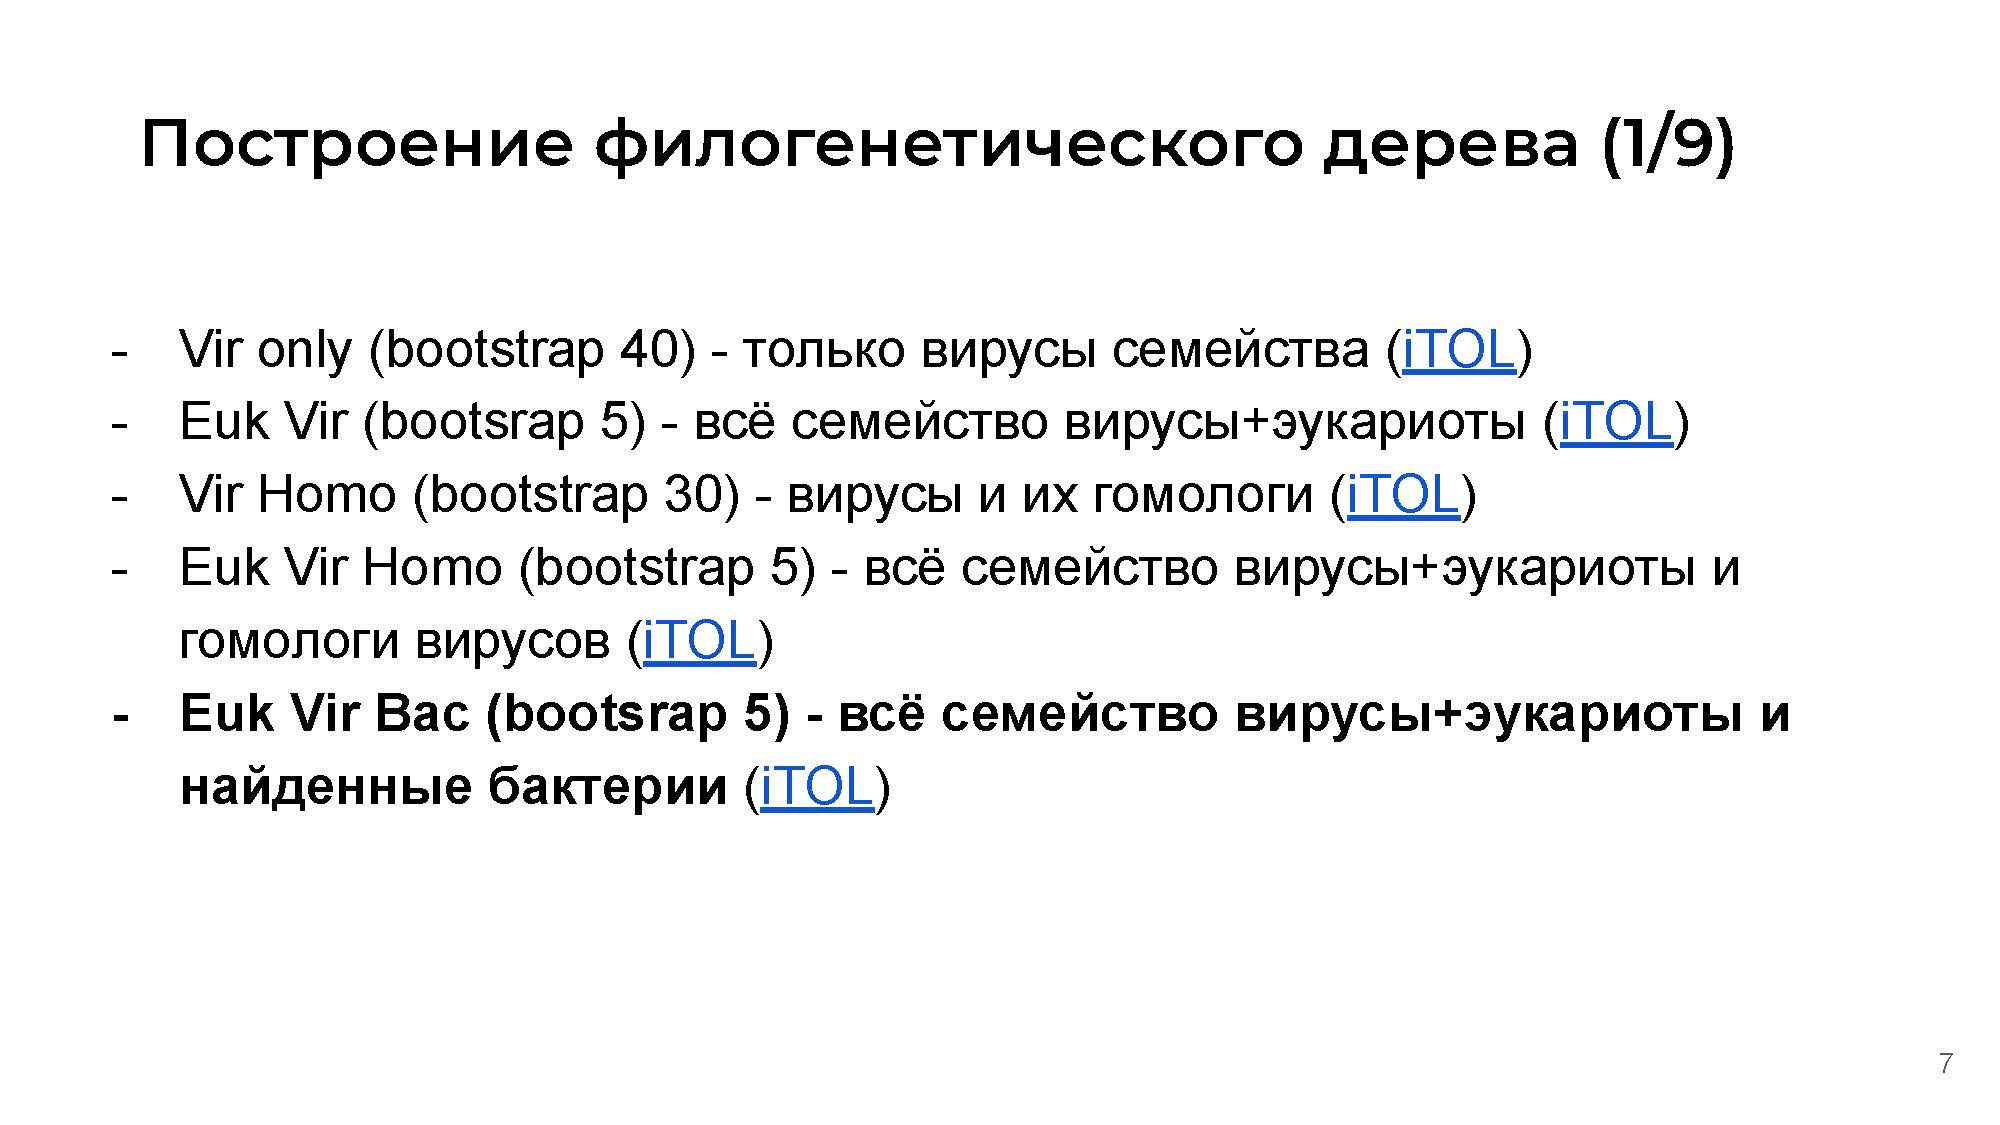 Построение филогенетического дерева (1/9)
- Vir only (bootstrap 40) - только вирусы семейства (iTOL)
- Euk Vir (bootsrap 5) - всё семейство вирусы+эукариоты (iTOL)
- Vir Homo (bootstrap 30) - вирусы и их гомологи (iTOL)
- Euk Vir Homo (bootstrap 5) - всё семейство вирусы+эукариоты и
гомологи вирусов (iTOL)
- Euk Vir Bac (bootsrap 5) - всё семейство вирусы+эукариоты и
найденные бактерии (iTOL)
7